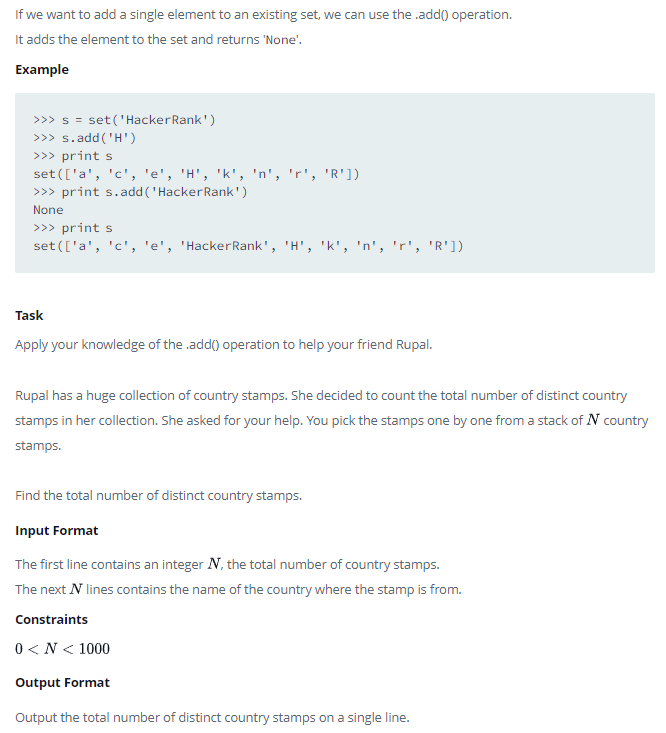 If we want to add a single element to an existing set, we can use the .add() operation.
It adds the element to the set and returns 'None'.
Example
>>> s = set('HackerRank')
>>> s.add('H')
>>> print s
set(['a', 'c', 'e', 'H', 'k', 'n', 'r', 'R'])
>>> print s.add('HackerRank')
None
>>> print s
set(['a', 'c', 'e', 'HackerRank', 'H', 'k', 'n', 'r', 'R'])
Task
Apply your knowledge of the .add() operation to help your friend Rupal.
Rupal has a huge collection of country stamps. She decided to count the total number of distinct country
stamps in her collection. She asked for your help. You pick the stamps one by one from a stack of N country
stamps.
Find the total number of distinct country stamps.
Input Format
The first line contains an integer N, the total number of country stamps.
The next N lines contains the name of the country where the stamp is from.
Constraints
0 < N < 1000
Output Format
Output the total number of distinct country stamps on a single line.